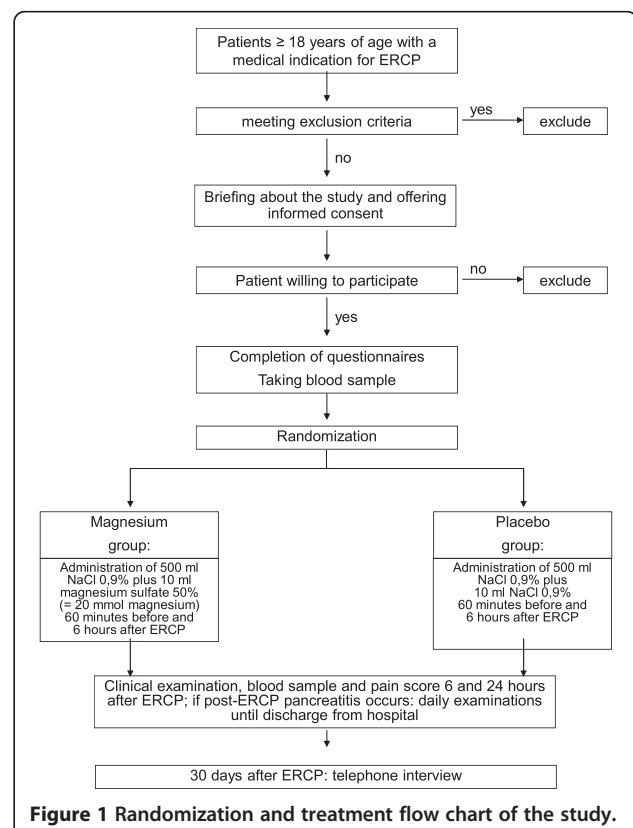 Patients ≥ 18 years of age with a
medical indication for ERCP
meeting exclusion criteria
yes
exclude
no
Briefing about the study and offering
informed consent
Patient willing to participate
no
exclude
yes
Completion of questionnaires
Taking blood sample
Randomization
Magnesium
group:
Administration of 500 ml
NaCl 0,9% plus 10 ml
magnesium sulfate 50%
(= 20 mmol magnesium)
60 minutes before and
6 hours after ERCP
Placebo
group:
Administration of 500 ml
NaCl 0,9% plus
10 ml NaCl 0,9%
60 minutes before and
6 hours after ERCP
Clinical examination, blood sample and pain score 6 and 24 hours
after ERCP; if post-ERCP pancreatitis occurs: daily examinations
until discharge from hospital
30 days after ERCP: telephone interview
Figure 1 Randomization and treatment flow chart of the study.